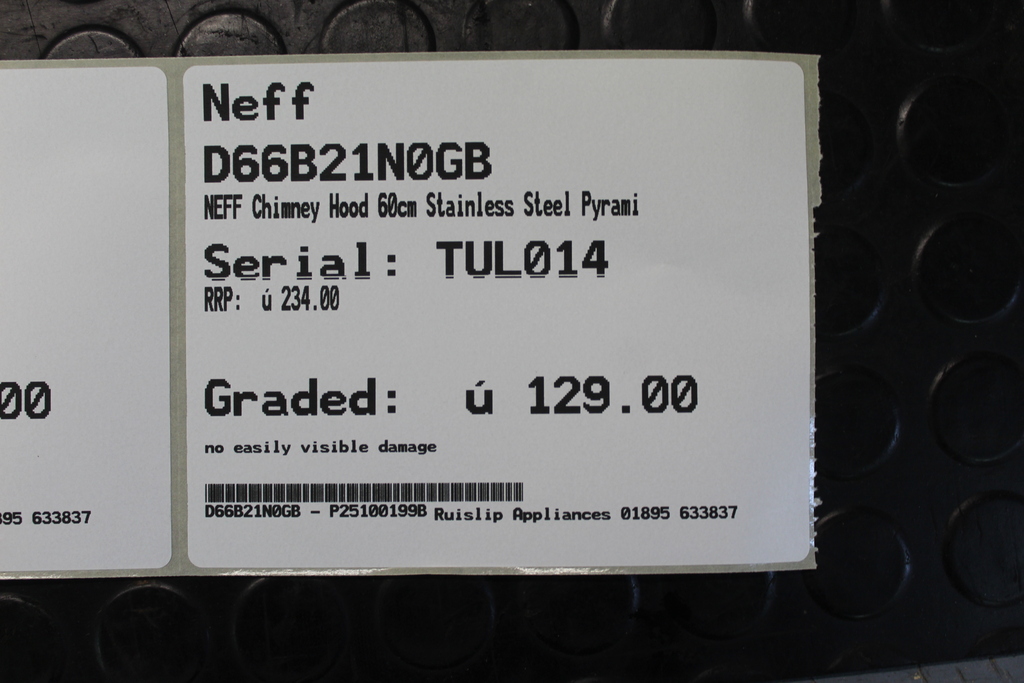 Neff
D66B21N0GB
NEFF Chimney Hood 60cm Stainless Steel Pyrami
Serial: TUL014
RRP: ú 234.00
Graded: ú 129.00
no easily visible damage
D66B21N0GB - P25100199B Ruislip Appliances 01895 633837
00
895 633837